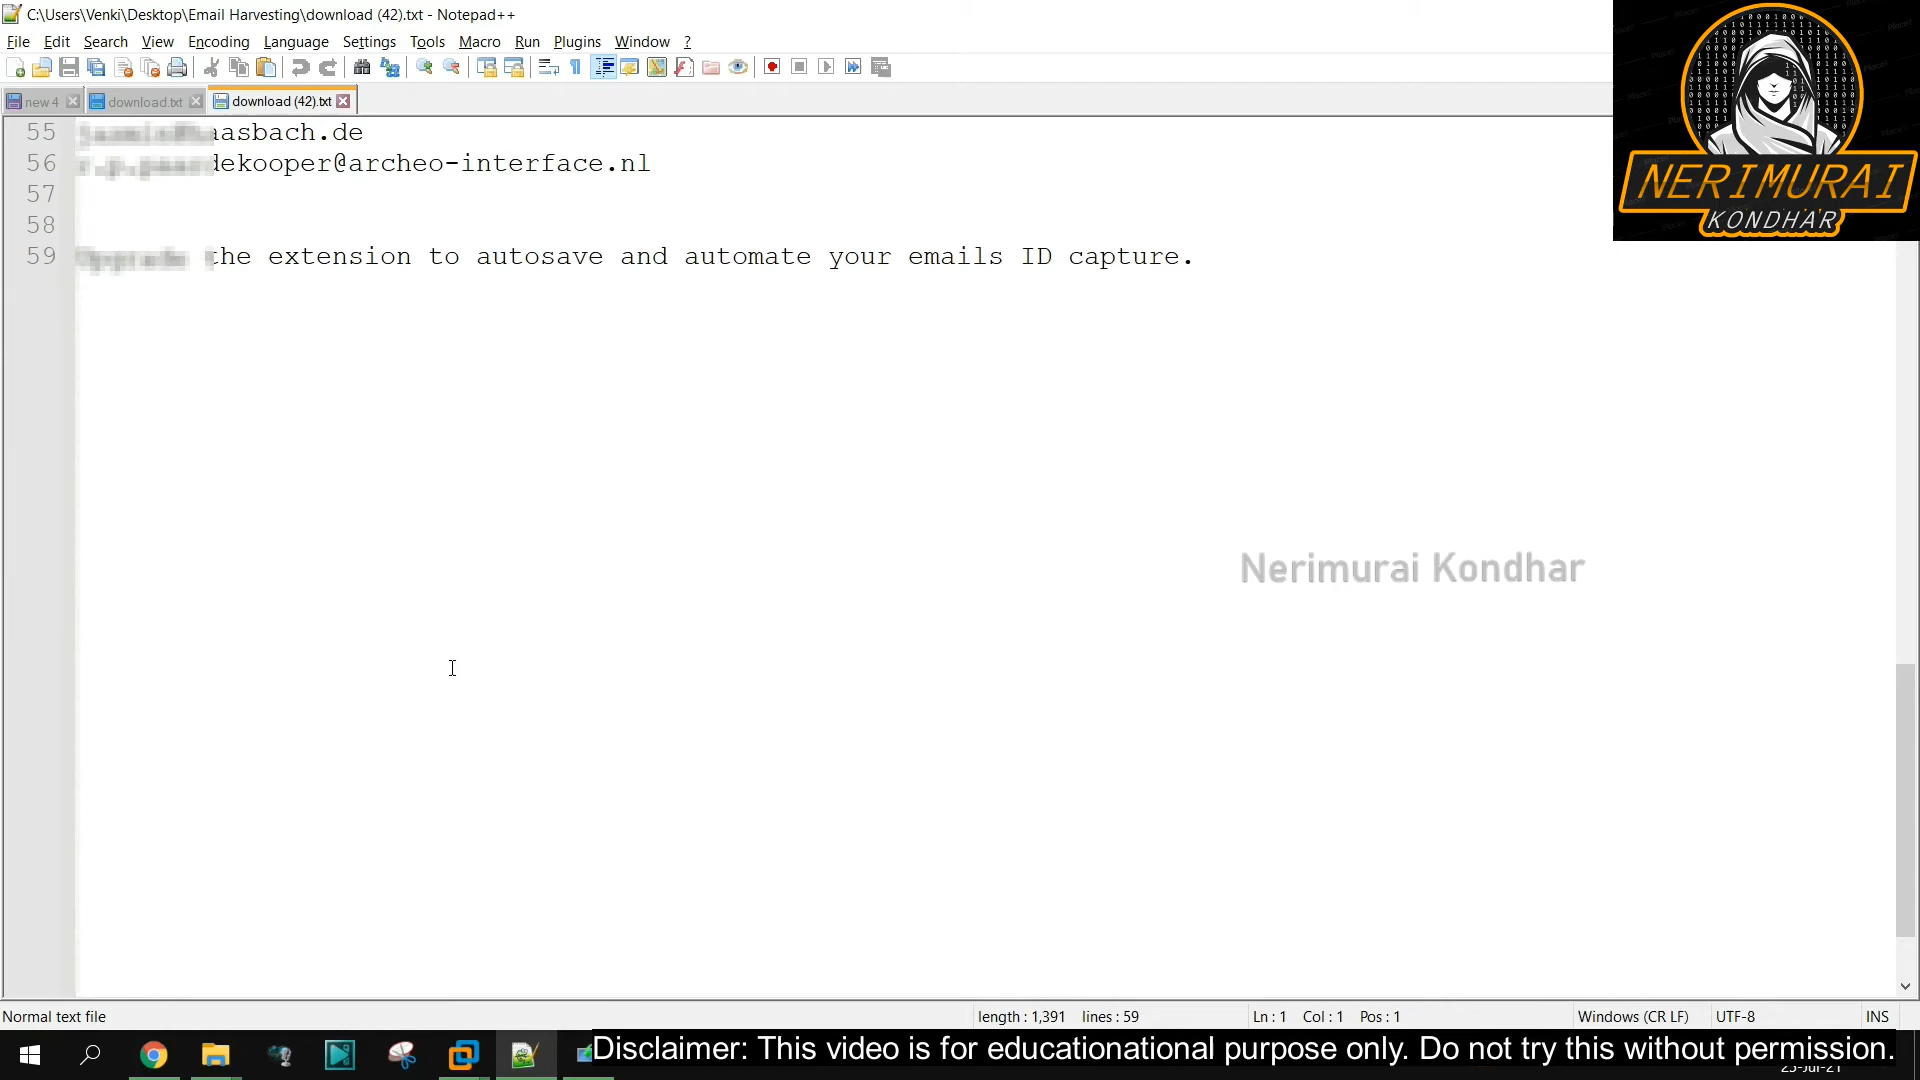 C:\Users\Venki\Desktop\Email Harvesting\download (42).txt - Notepad++
File Edit Search View Encoding Language Settings Tools Macro Run Plugins Window ?
new 4 download.txt download (42).txt
55 aasbach.de
56 dekooper@archeo-interface.nl
57
58
59 the extension to autosave and automate your emails ID capture.
NERIMURAI
KONDHAR
Nerimurai Kondhar
Normal text file length : 1,391 lines : 59 Ln : 1 Col : 1 Pos : 1 Windows (CR LF) UTF-8 INS
Disclaimer: This video is for educationational purpose only. Do not try this without permission.